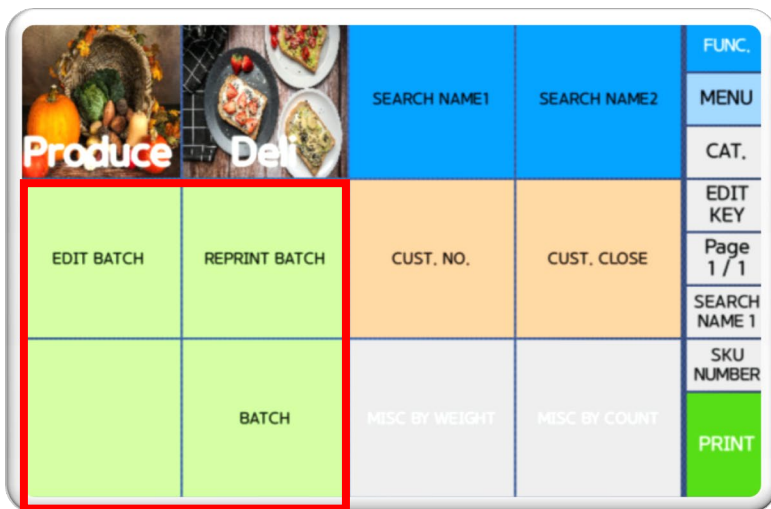 Produce
Deli
SEARCH NAME1
SEARCH NAME2
FUNC.
MENU
CAT.
EDIT BATCH
REPRINT BATCH
CUST. NO.
CUST. CLOSE
EDIT
KEY
Page
1 / 1
SEARCH
NAME 1
BATCH
MISC BY WEIGHT
MISC BY COUNT
SKU
NUMBER
PRINT